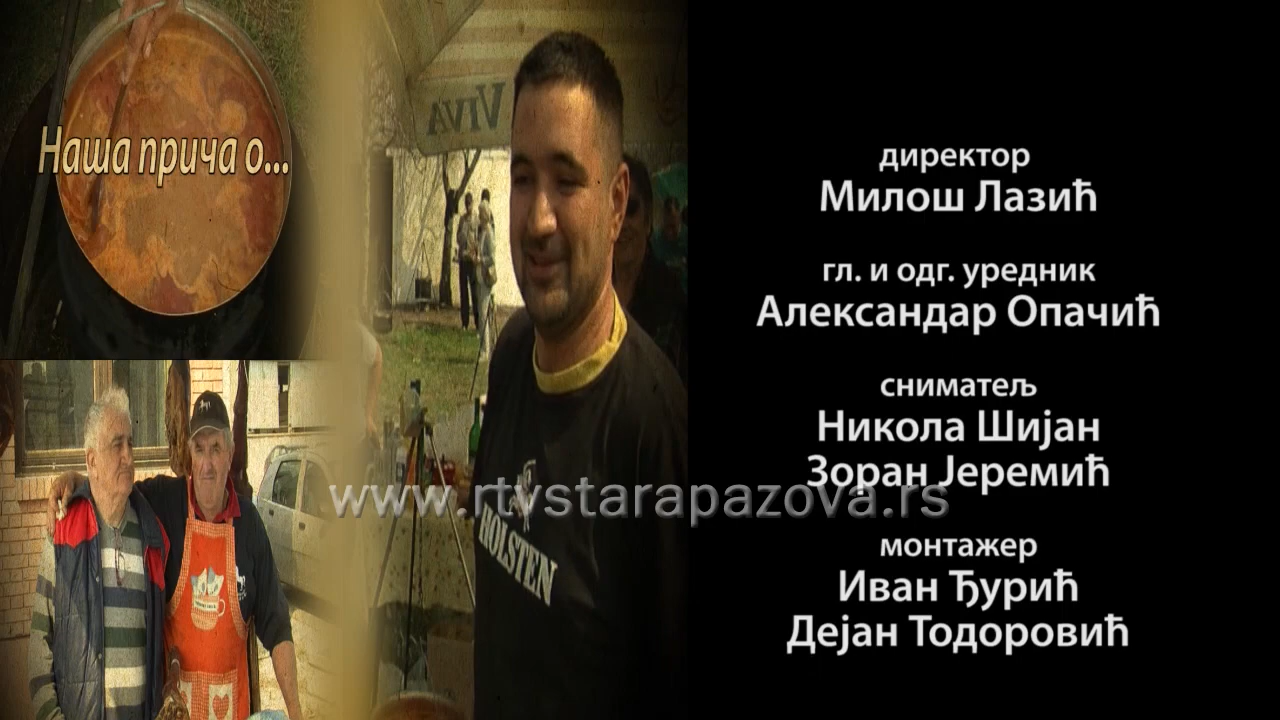 Наша прича о...
VIVA
директор
Милош Лазић
гл. и одг. уредник
Александар Опачић
сниматељ
Никола Шијан
Зоран Јеремић
www.rtvstarapazova.rs
HOLSTEN
монтажер
Иван Ђурић
Дејан Тодоровић